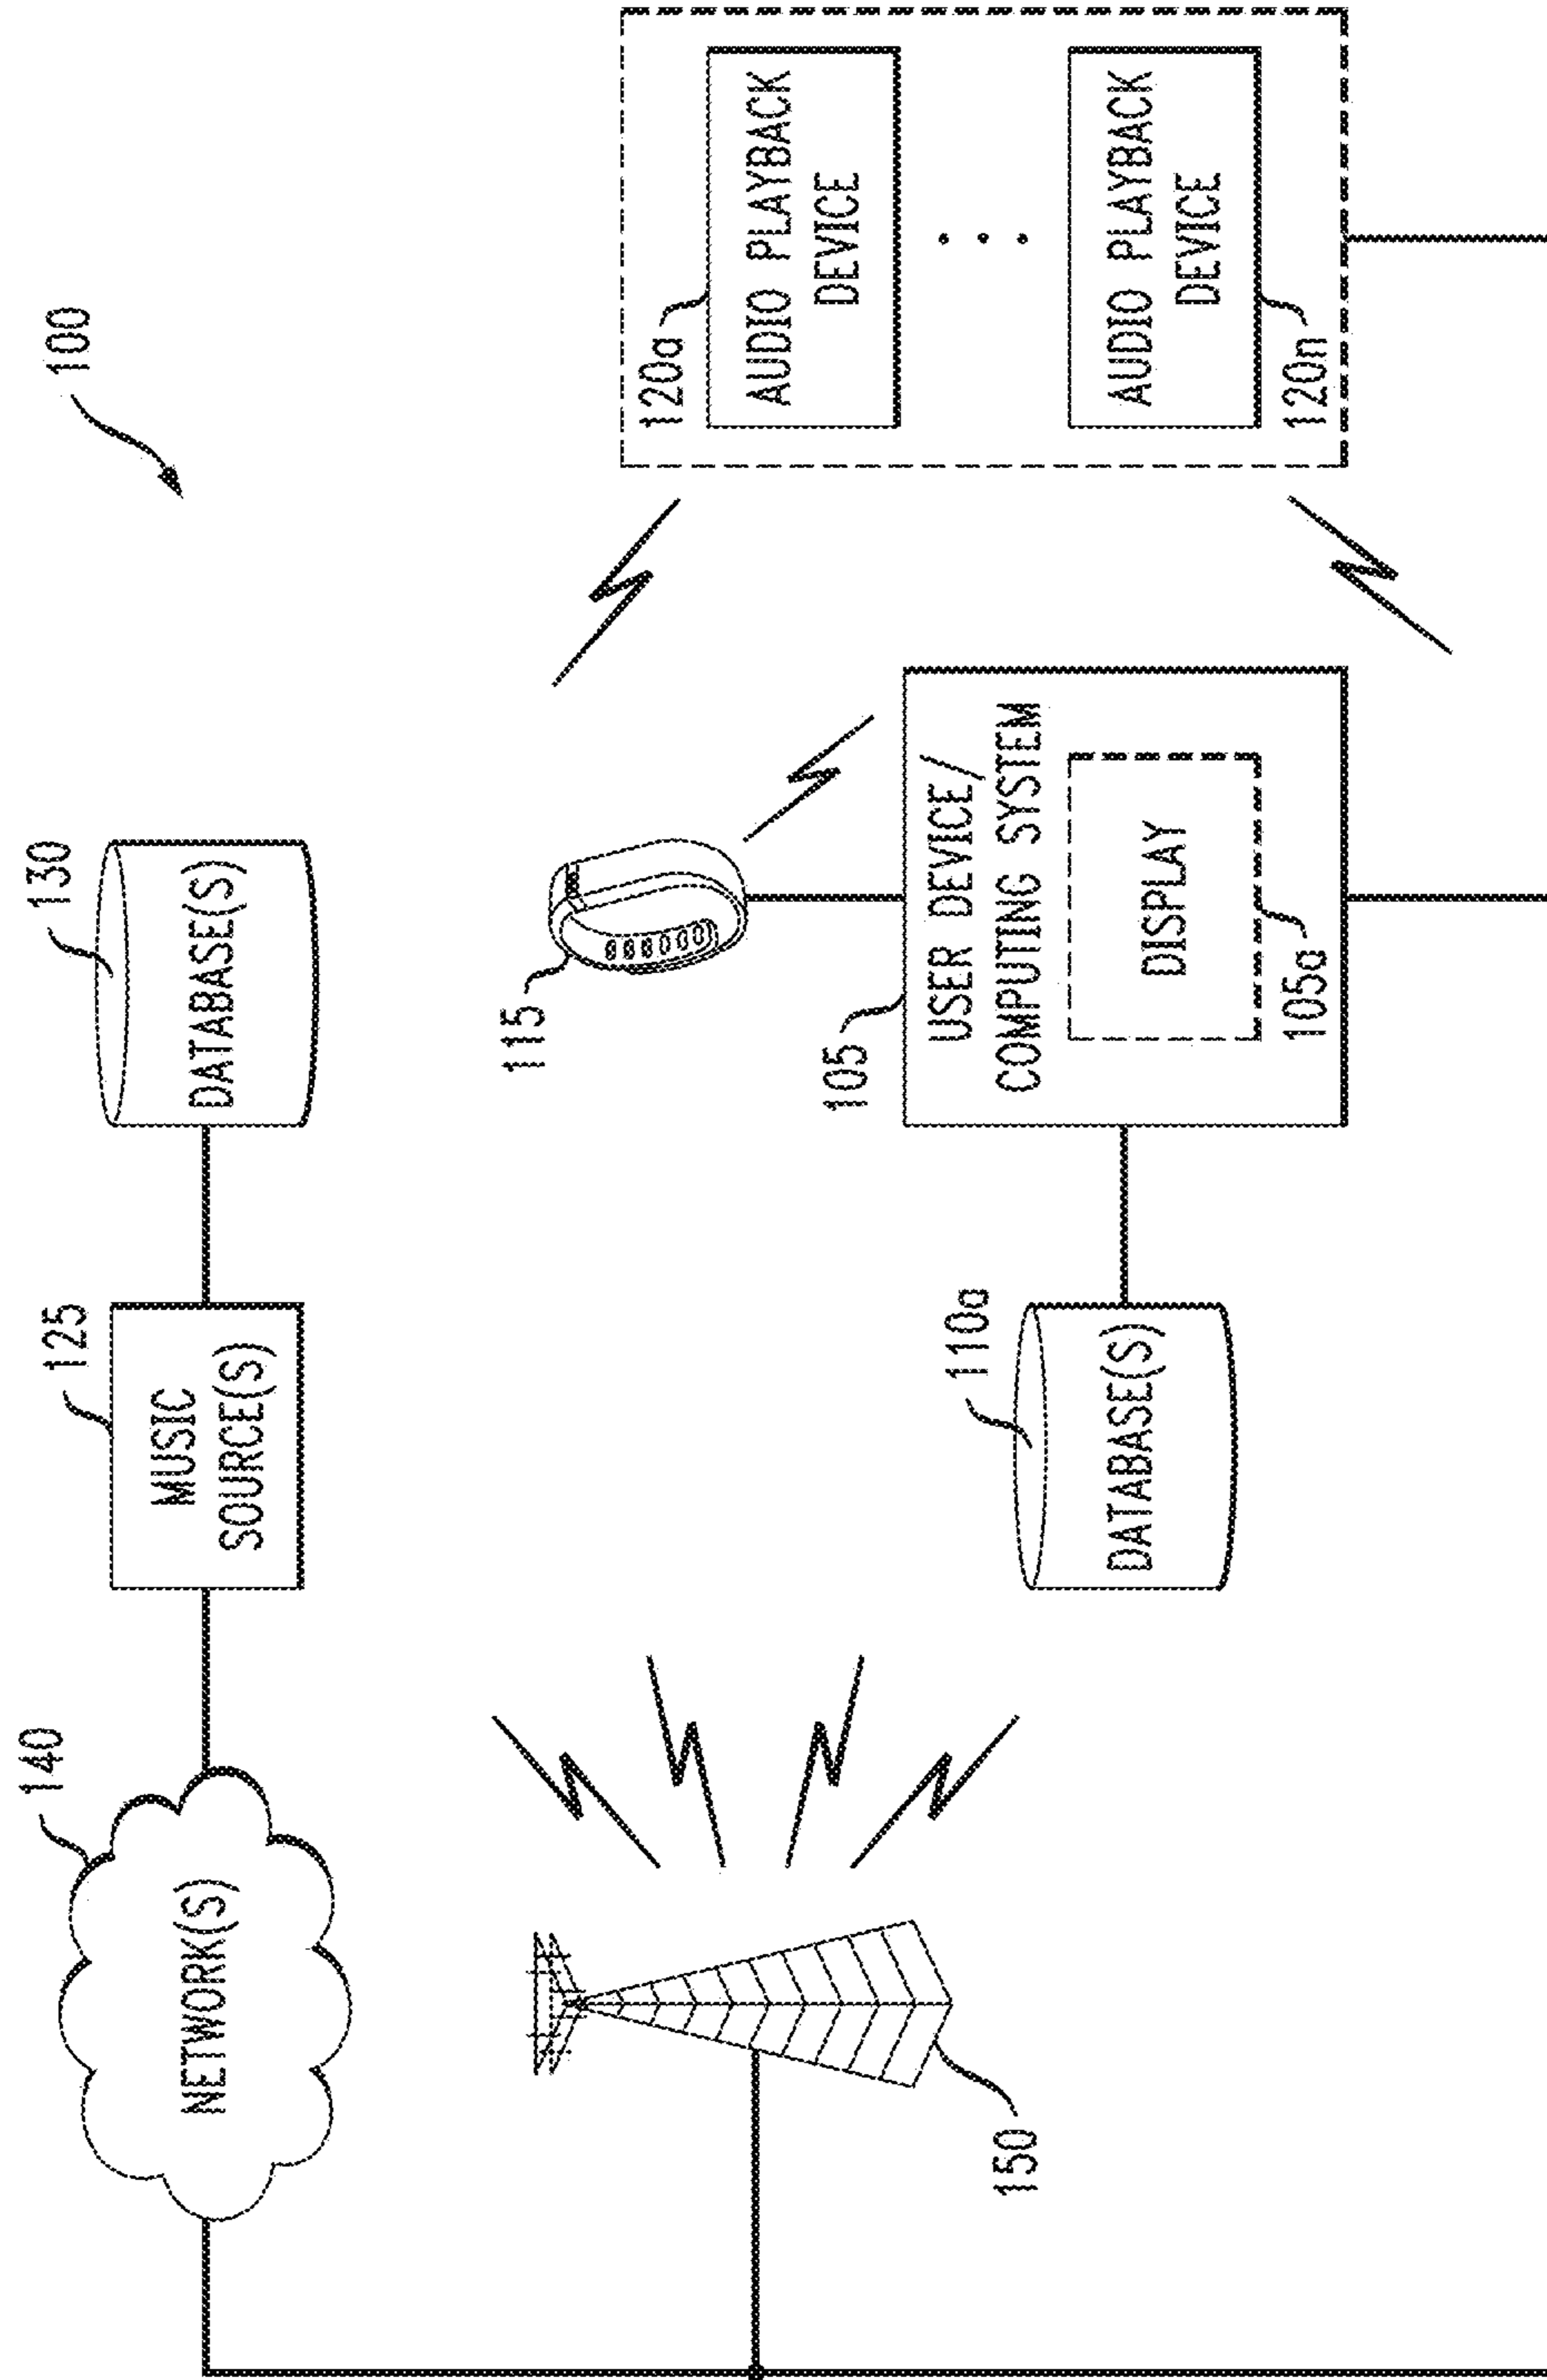 100
140
NETWORK(S)
125
MUSIC
SOURCE(S)
130
DATABASE(S)
150
115
110a
DATABASE(S)
105
USER DEVICE/
COMPUTING SYSTEM
DISPLAY
105a
120a
AUDIO PLAYBACK
DEVICE
AUDIO PLAYBACK
DEVICE
120n